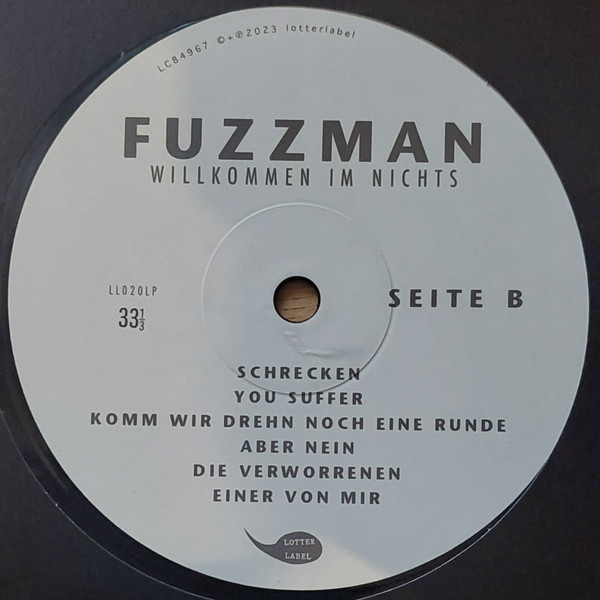 LC84967 ©+℗2023 lotterlabel
FUZZMAN
WILLKOMMEN IM NICHTS
LL020LP
33⅓
SEITE B
SCHRECKEN
YOU SUFFER
KOMM WIR DREHN NOCH EINE RUNDE
ABER NEIN
DIE VERWORRENEN
EINER VON MIR
LOTTER
LABEL